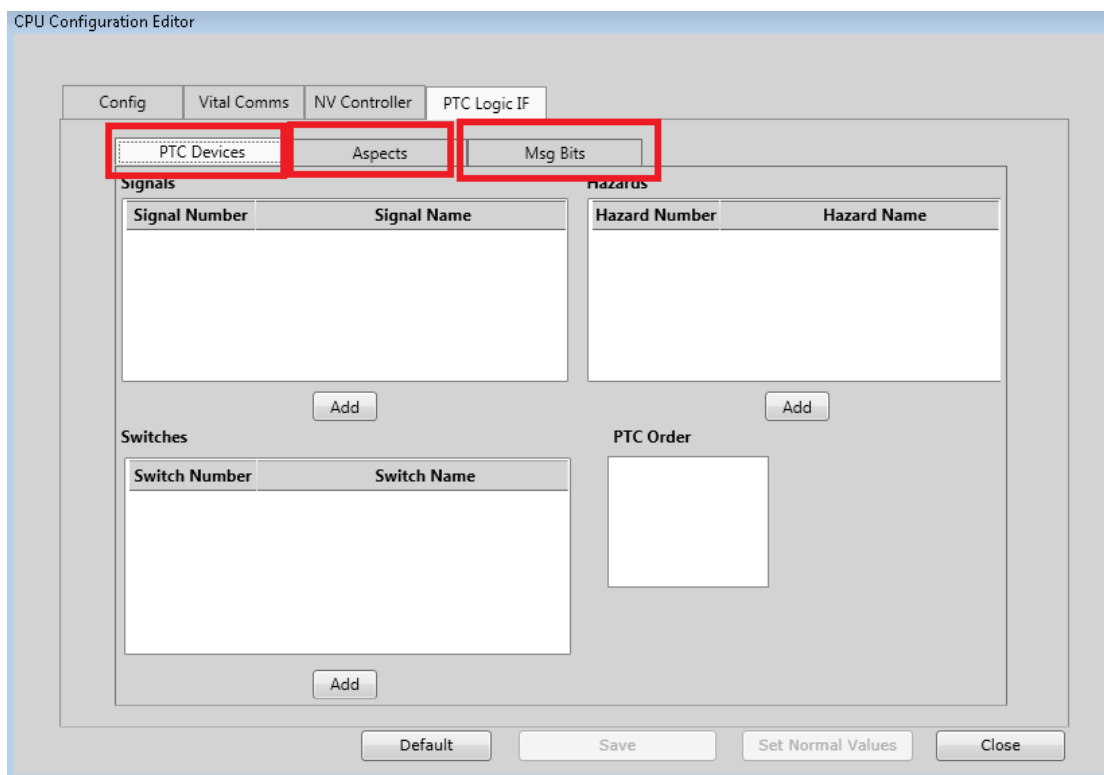 CPU Configuration Editor
Config Vital Comms NV Controller PTC Logic IF
PTC Devices Aspects Msg Bits
Signals Hazards
Signal Number Signal Name Hazard Number Hazard Name
Add Add
Switches PTC Order
Switch Number Switch Name
Add
Default Save Set Normal Values Close